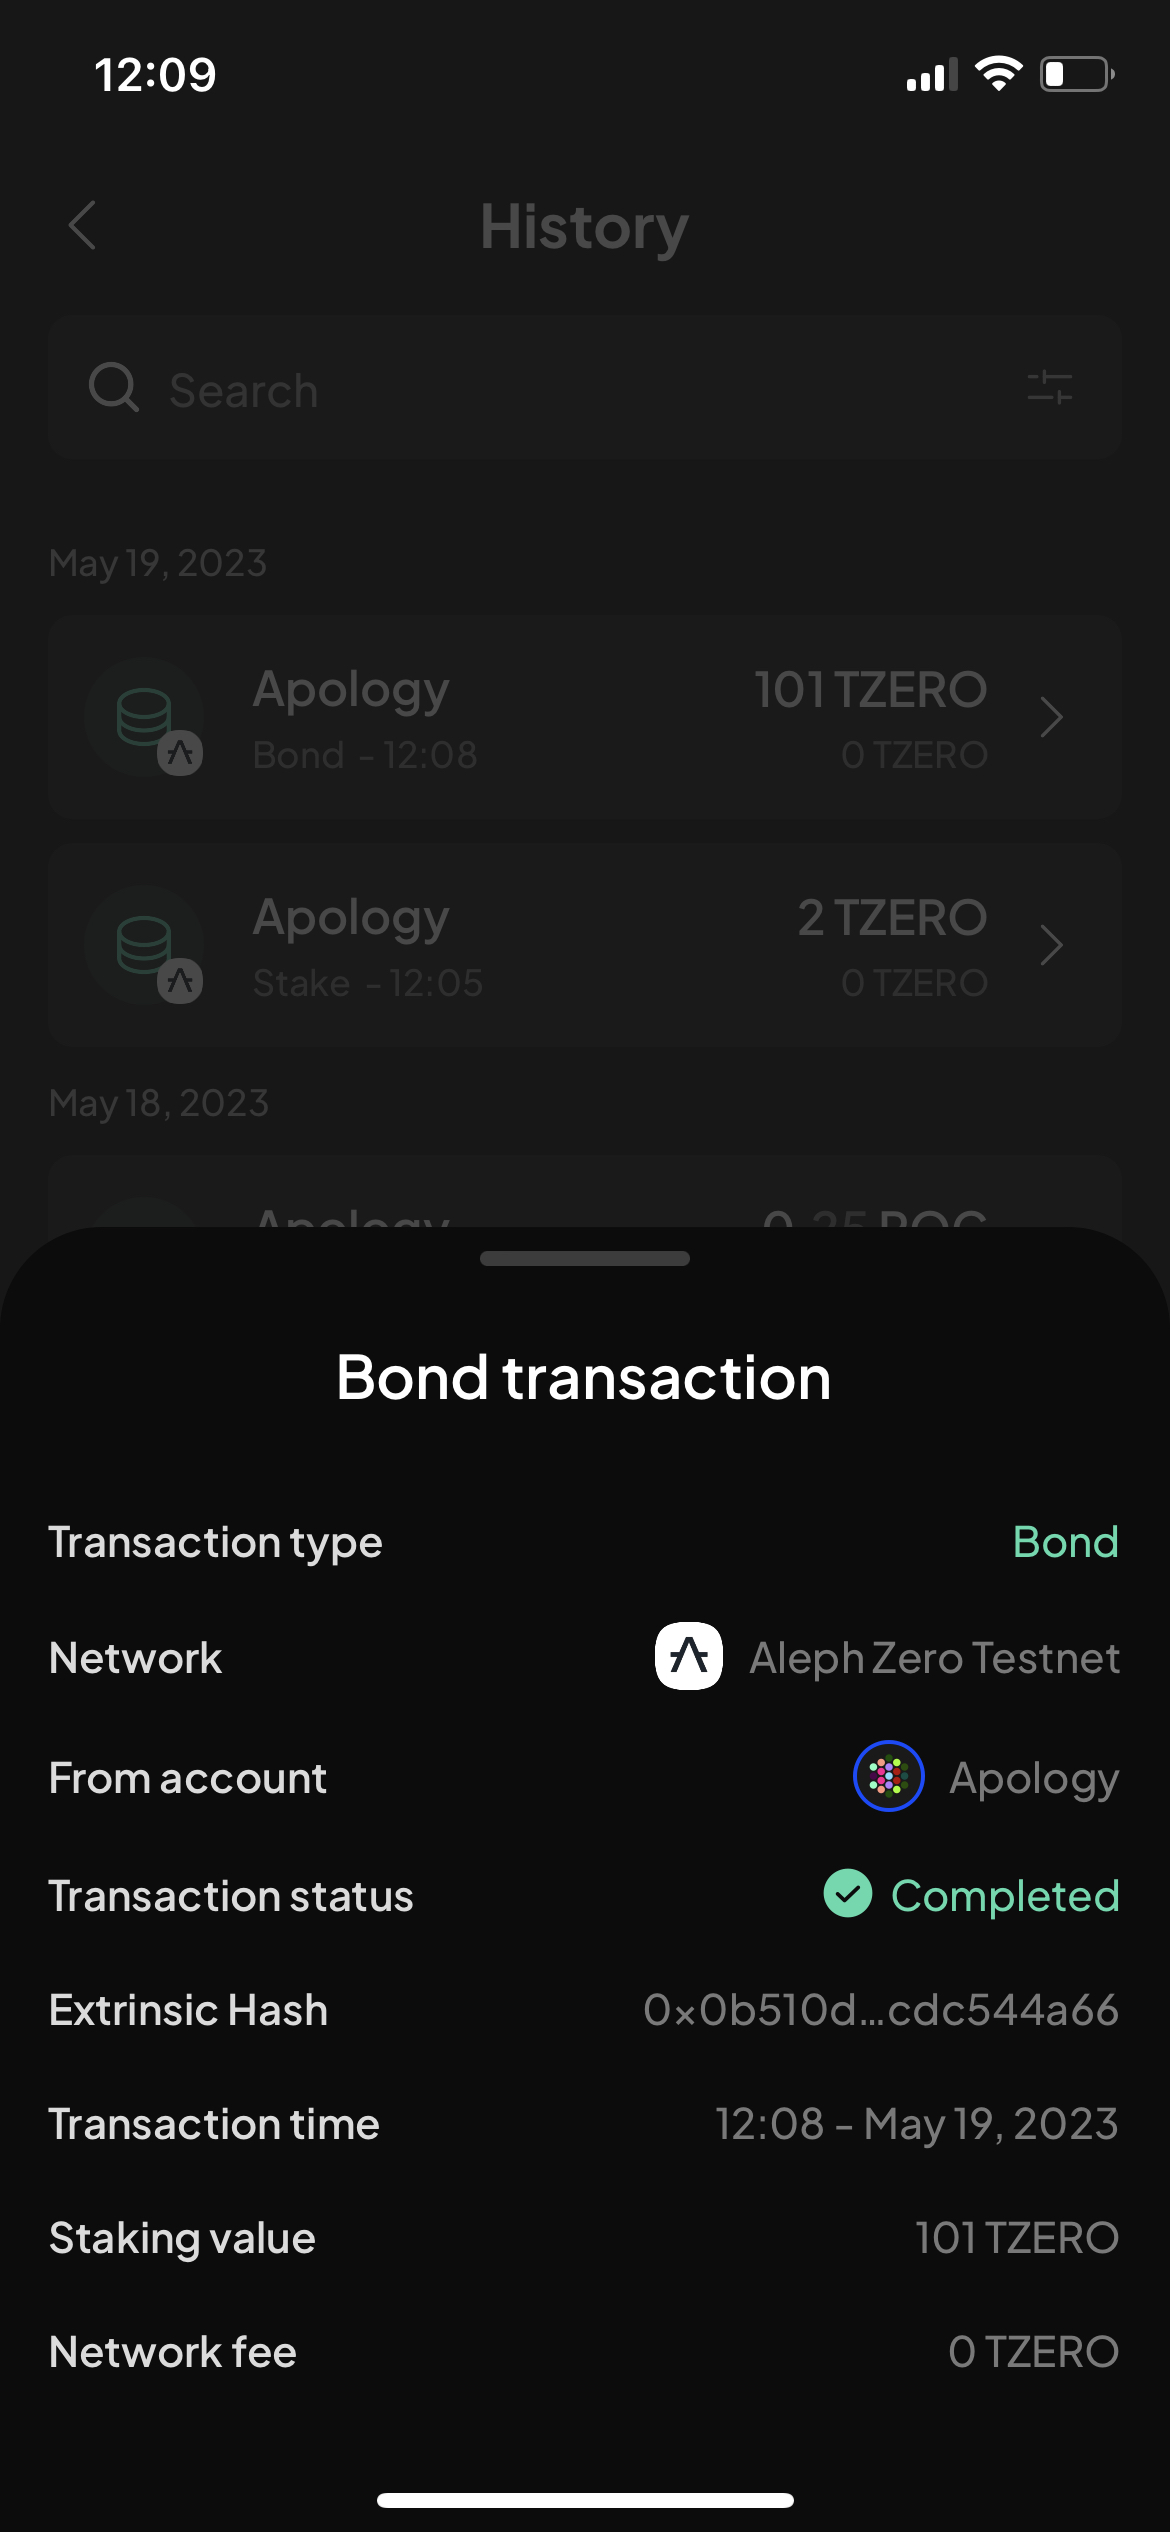 12:09
History
Search
May 19, 2023
Apology 101 TZERO
Bond - 12:08 0 TZERO
Apology 2 TZERO
Stake - 12:05 0 TZERO
May 18, 2023
Apology 0.25 ROC
Bond transaction
Transaction type Bond
Network Aleph Zero Testnet
From account Apology
Transaction status Completed
Extrinsic Hash 0x0b510d...cdc544a66
Transaction time 12:08 - May 19, 2023
Staking value 101 TZERO
Network fee 0 TZERO